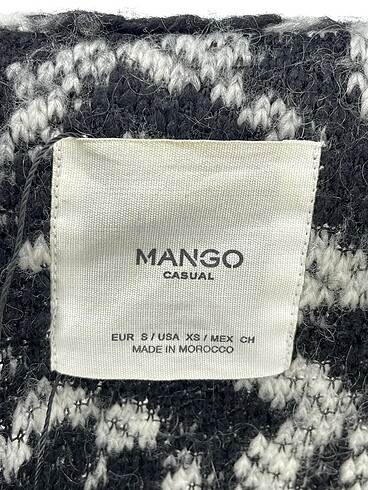 MANGO
CASUAL
EUR S / USA XS / MEX CH
MADE IN MOROCCO